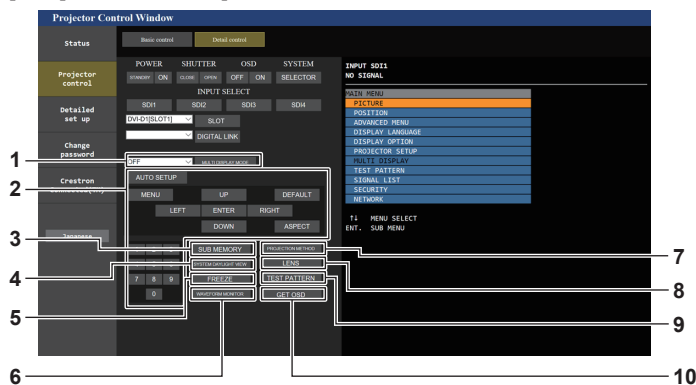 Projector Control Window
Status
Basic control
Detail control
POWER
SHUTTER
OSD
SYSTEM
STANDBY
ON
CLOSE
OPEN
OFF
ON
SELECTOR
Projector
control
INPUT SELECT
SDI1
SDI2
SDI3
SDI4
DVI-D1[SLOT1]
SLOT
DIGITAL LINK
Detailed
set up
Change
password
OFF
MULTI DISPLAY MODE
AUTO SETUP
Crestron
MENU
UP
DEFAULT
LEFT
ENTER
RIGHT
DOWN
ASPECT
Japanese
SUB MEMORY
PROJECTION METHOD
SYSTEM DAYLIGHT VIEW
LENS
7
8
9
FREEZE
TEST PATTERN
0
WAVEFORM MONITOR
GET OSD
INPUT SDI1
NO SIGNAL
MAIN MENU
PICTURE
POSITION
ADVANCED MENU
DISPLAY LANGUAGE
DISPLAY OPTION
PROJECTOR SETUP
MULTI DISPLAY
TEST PATTERN
SIGNAL LIST
SECURITY
NETWORK
↑↓ MENU SELECT
ENT. SUB MENU
1
2
3
4
5
6
7
8
9
10